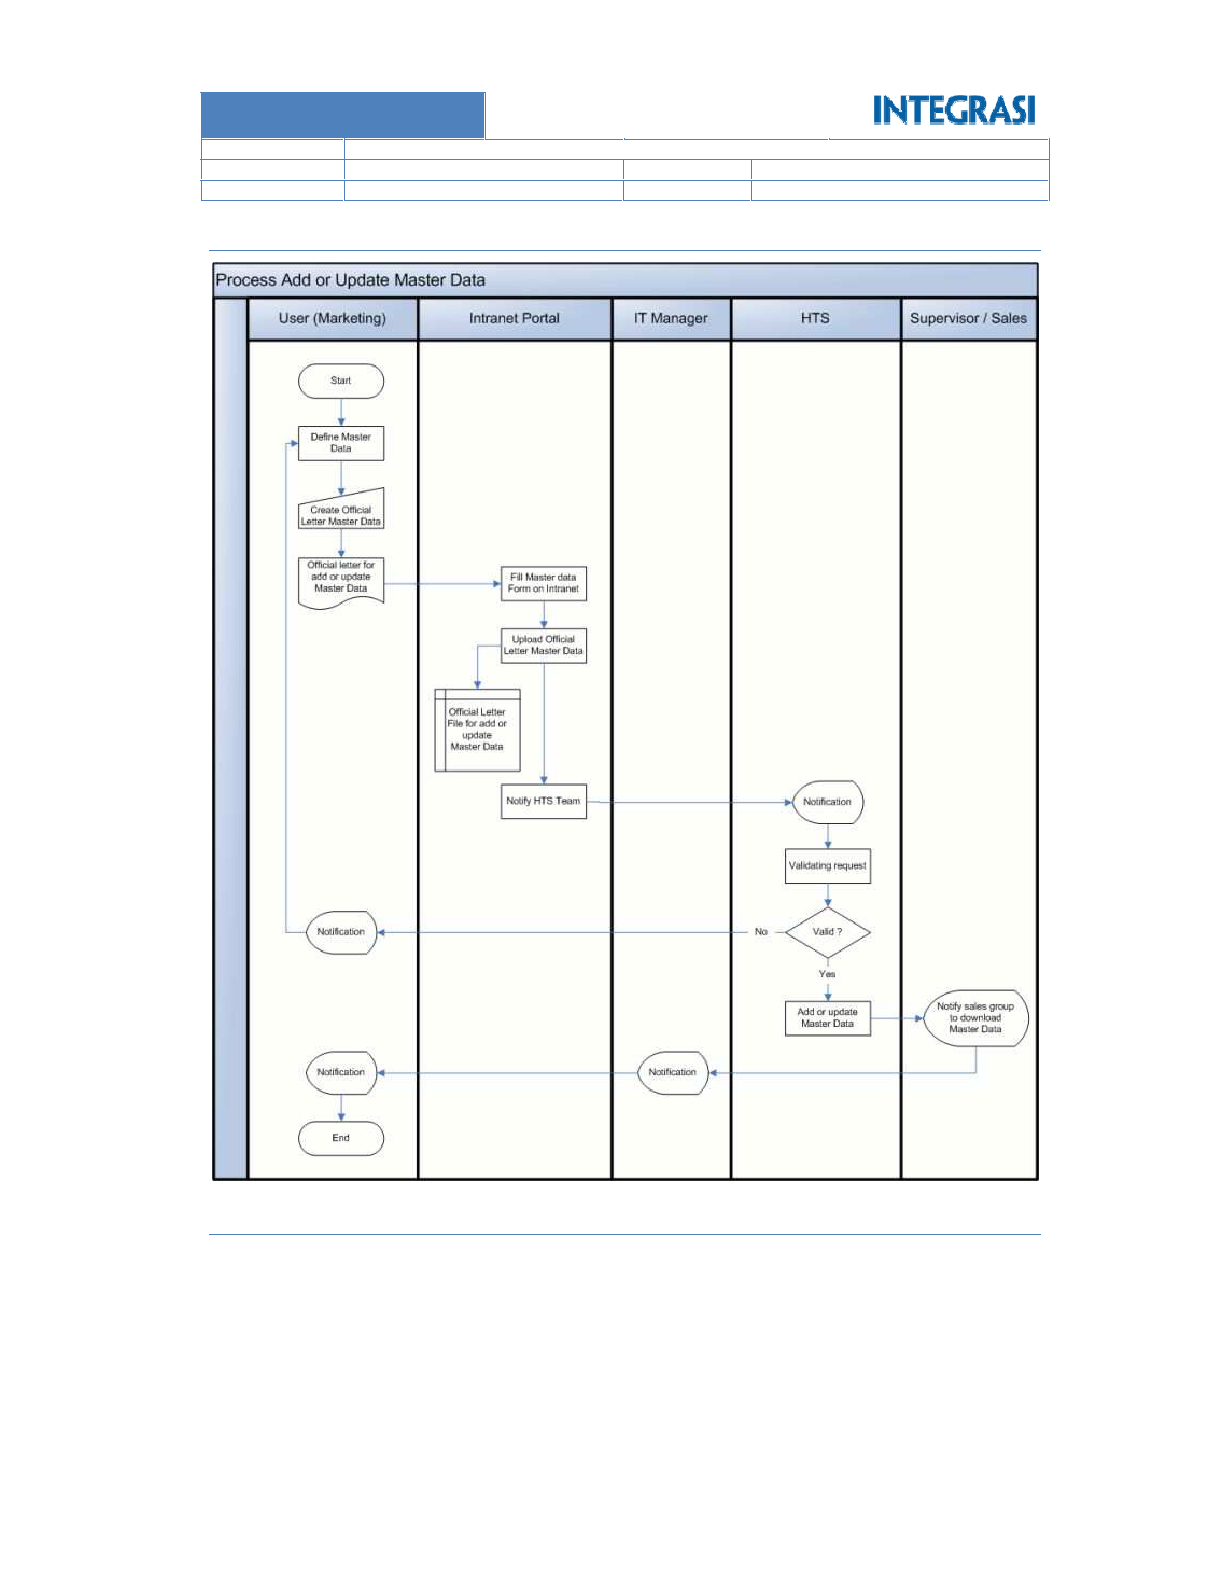 INTEGRASI
Process Add or Update Master Data
User (Marketing)
Intranet Portal
IT Manager
HTS
Supervisor / Sales
Start
Define Master
Data
Create Official
Letter Master Data
Official letter for
add or update
Master Data
Fill Master data
Form on Intranet
Upload Official
Letter Master Data
Official Letter
File for add or
update
Master Data
Notify HTS Team
Notification
Validating request
Valid ?
No
Notification
Yes
Add or update
Master Data
Notify sales group
to download
Master Data
Notification
Notification
End